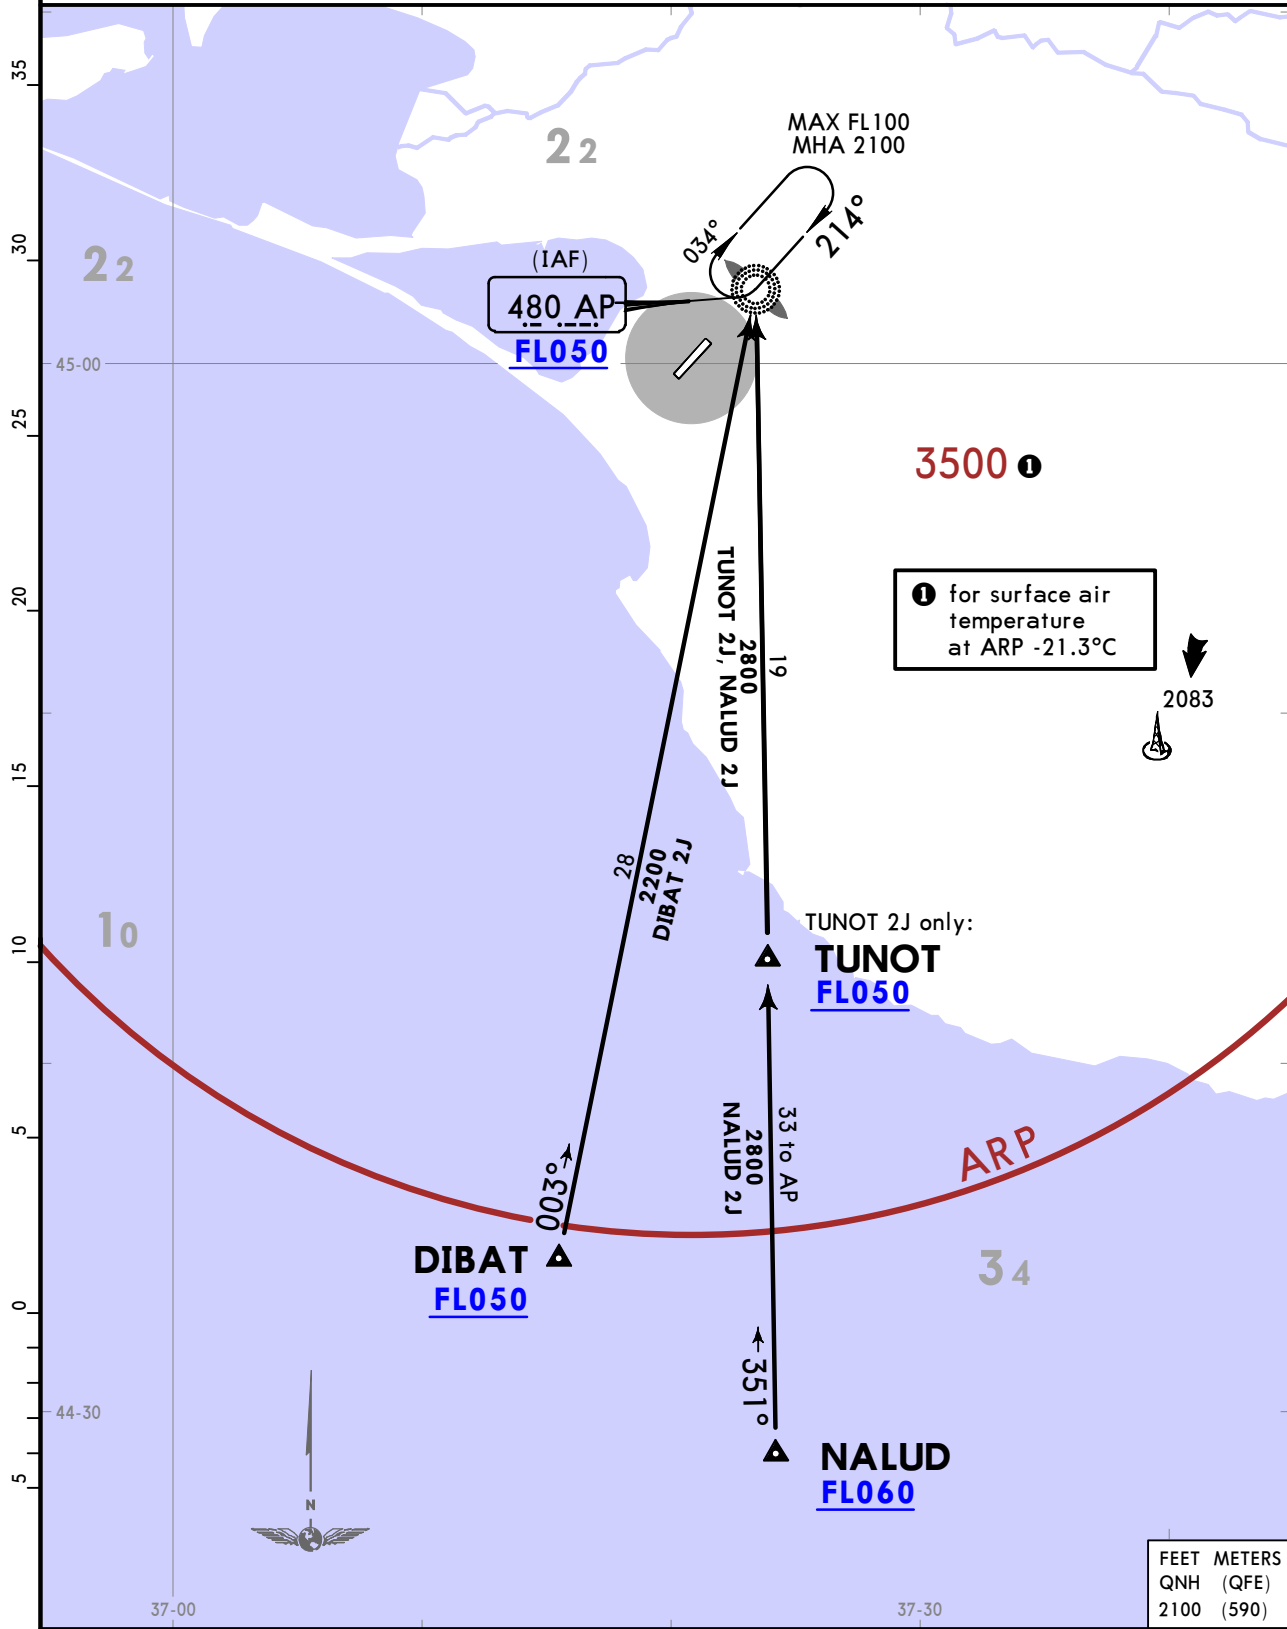 35
22
MAX FL100
MHA 2100
034°
214°
30
22
(IAF)
480 AP
FL050
45-00
25
3500 1
TUNOT 2J, NALUD 2J
2800
19
1 for surface air
temperature
at ARP -21.3°C
20
2083
15
28
2200
DIBAT 2J
10
10
TUNOT 2J only:
TUNOT
FL050
5
33 to AP
2800
NALUD 2J
ARP
003°
DIBAT
FL050
34
0
351°
44-30
NALUD
FL060
5
N
37-00
37-30
FEET METERS
QNH (QFE)
2100 (590)